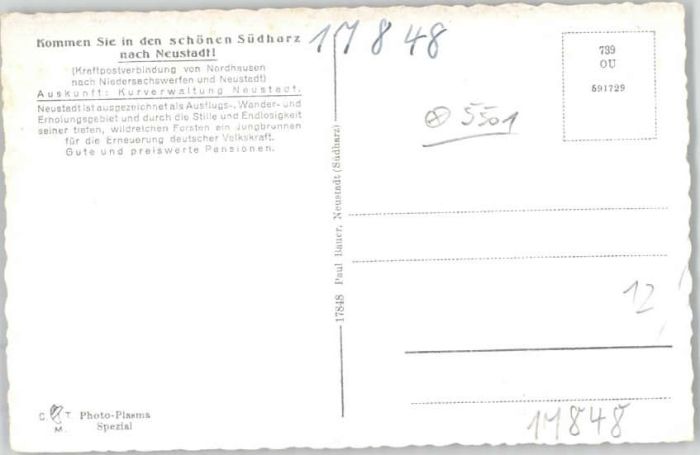 Kommen Sie in den schönen Südharz
nach Neustadt!
(Kraftpostverbindung von Nordhausen
nach Niedersachswerfen und Neustadt)
Auskunft: Kurverwaltung Neustadt.
Neustadt ist ausgezeichnet als Ausflugs-, Wander- und
Erholungsgebiet und durch die Stille und Endlosigkeit
seiner tiefen, wildreichen Forsten ein Jungbrunnen
für die Erneuerung deutscher Volkskraft.
Gute und preiswerte Pensionen.
17848
5501
739
OU
591729
17848 Paul Bauer, Neustadt (Südharz)
12
17848
C T.
M.
Photo-Plasma
Spezial